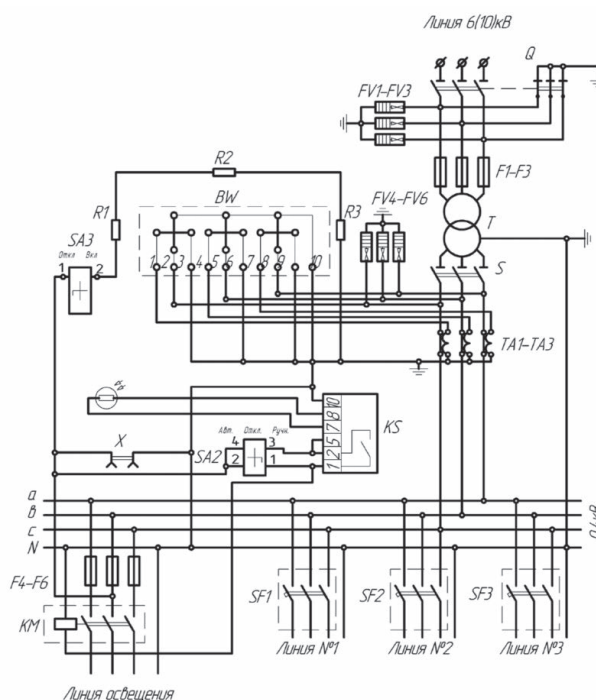 Линия 6(10)кВ
Q
FV1-FV3
R2
F1-F3
BW
FV4-FV6
R1
R3
T
SA3
Откл Вкл
1 2
1 2 3 4 5 6 7 8 9 10
S
TA1-TA3
10
8
7
5
2
1
KS
X
Авт. Откл. Ручн.
4 3
SA2 2 1
а
в
с
N
F4-F6
SF1
SF2
SF3
КМ
Линия №1
Линия №2
Линия №3
Линия освещения